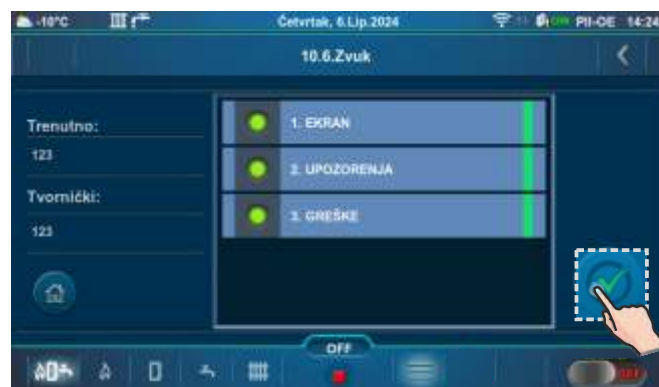 -10°C Četvrtak, 6.Lip.2024 PII-OE 14:24
10.6.Zvuk
Trenutno:
123
Tvornički:
123
1. EKRAN
2. UPOZORENJA
3. GREŠKE
OFF
OFF